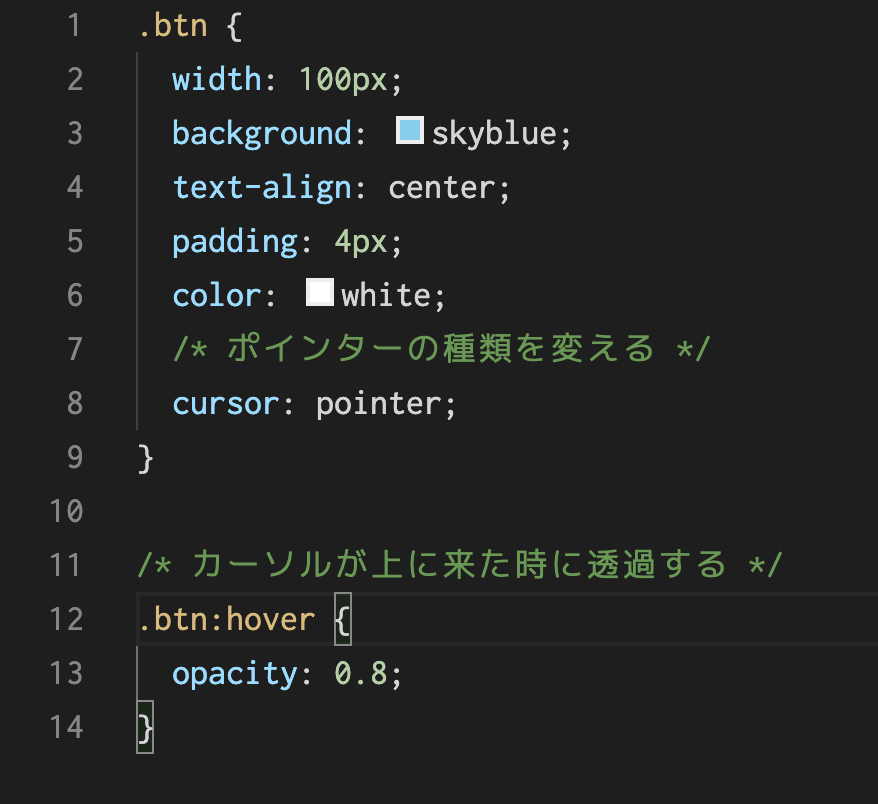 1 .btn {
2 width: 100px;
3 background: skyblue;
4 text-align: center;
5 padding: 4px;
6 color: white;
7 /* ポインターの種類を変える */
8 cursor: pointer;
9 }
10
11 /* カーソルが上に来た時に透過する */
12 .btn:hover {
13 opacity: 0.8;
14 }